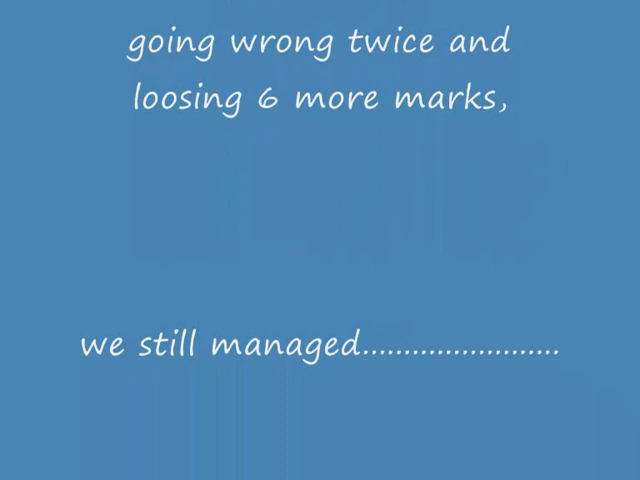 going wrong twice and
loosing 6 more marks,
we still managed........................